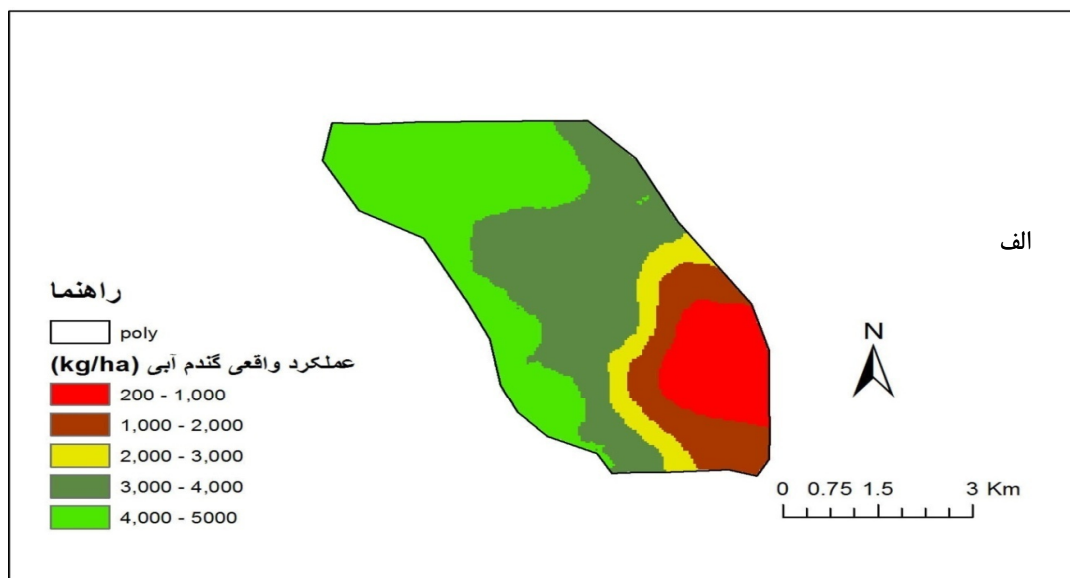 الف
راهنما
poly
عملکرد واقعی گندم آبی (kg/ha)
200 - 1,000
1,000 - 2,000
2,000 - 3,000
3,000 - 4,000
4,000 - 5000
N
0 0.75 1.5 3 Km